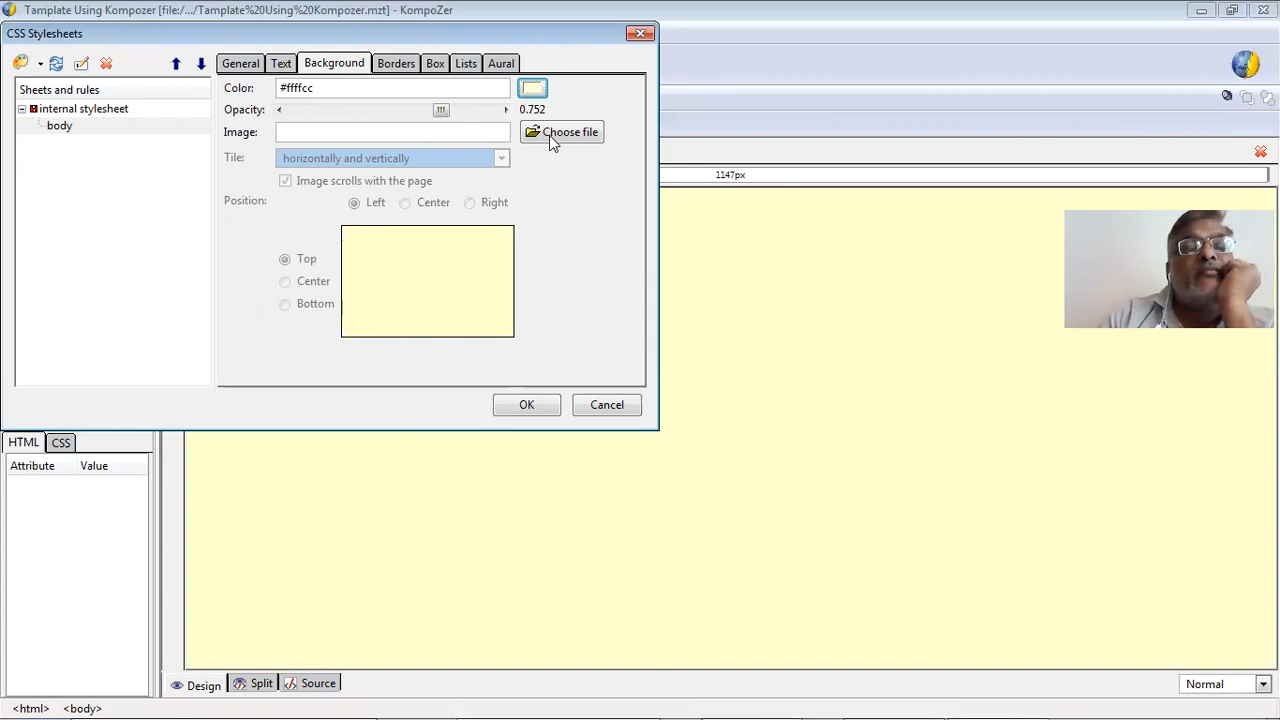 Tamplate Using Kompozer [file:/.../Tamplate%20Using%20Kompozer.mzt] - KompoZer
CSS Stylesheets
General Text Background Borders Box Lists Aural
Sheets and rules
internal stylesheet
body
Color: #ffffcc
Opacity: 0.752
Image: Choose file
Tile: horizontally and vertically
Image scrolls with the page
Position: Left Center Right
Top
Center
Bottom
OK Cancel
1147px
HTML CSS
Attribute Value
Design Split Source Normal
<html> <body>